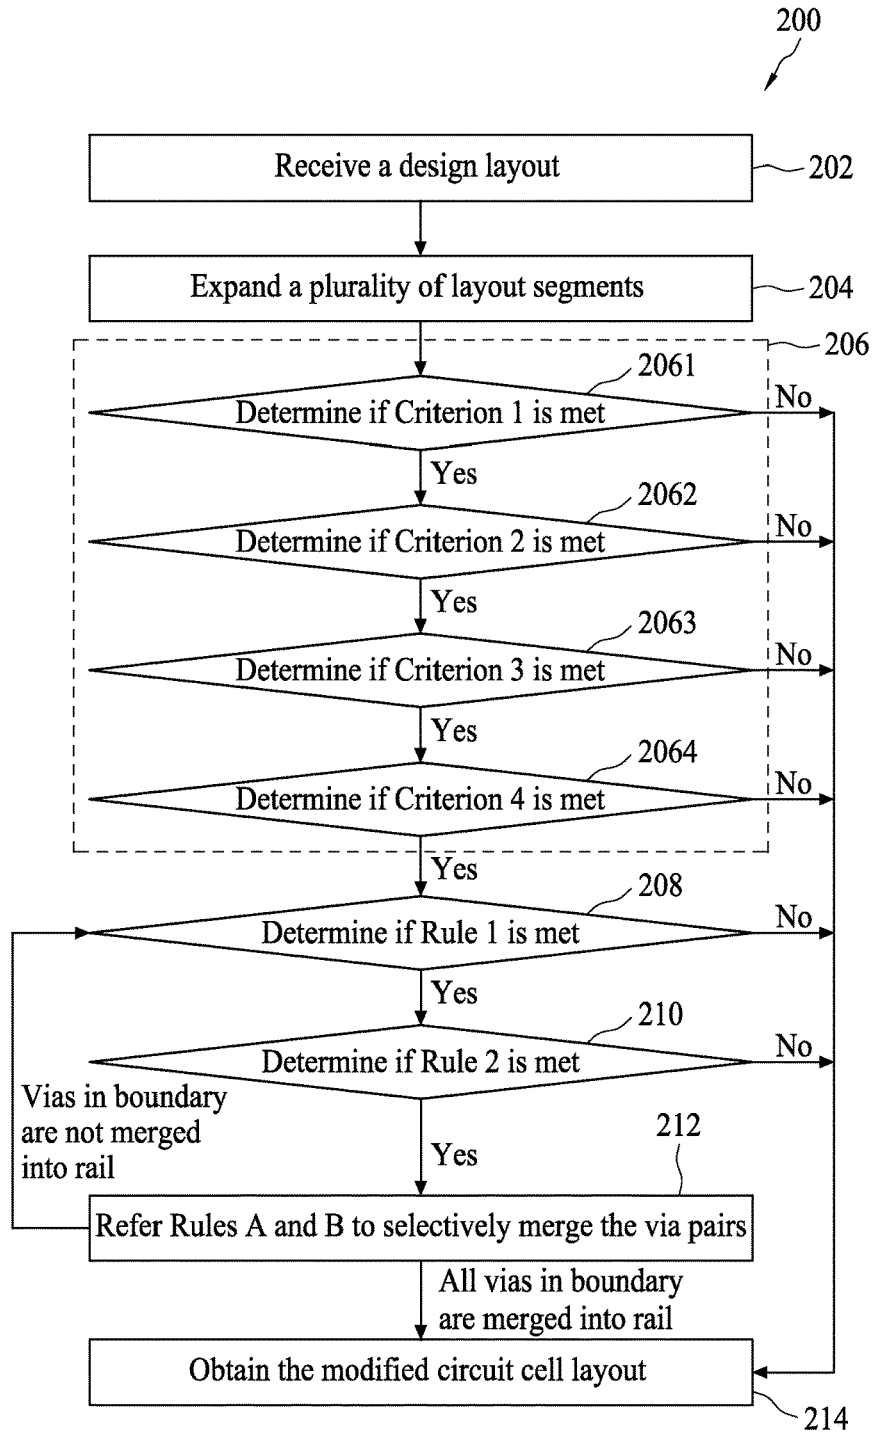 200
Receive a design layout
202
Expand a plurality of layout segments
204
206
2061
Determine if Criterion 1 is met
No
Yes
2062
Determine if Criterion 2 is met
No
Yes
2063
Determine if Criterion 3 is met
No
Yes
2064
Determine if Criterion 4 is met
No
Yes
208
Determine if Rule 1 is met
No
Yes
210
Determine if Rule 2 is met
No
Vias in boundary
are not merged
into rail
Yes
212
Refer Rules A and B to selectively merge the via pairs
All vias in boundary
are merged into rail
Obtain the modified circuit cell layout
214